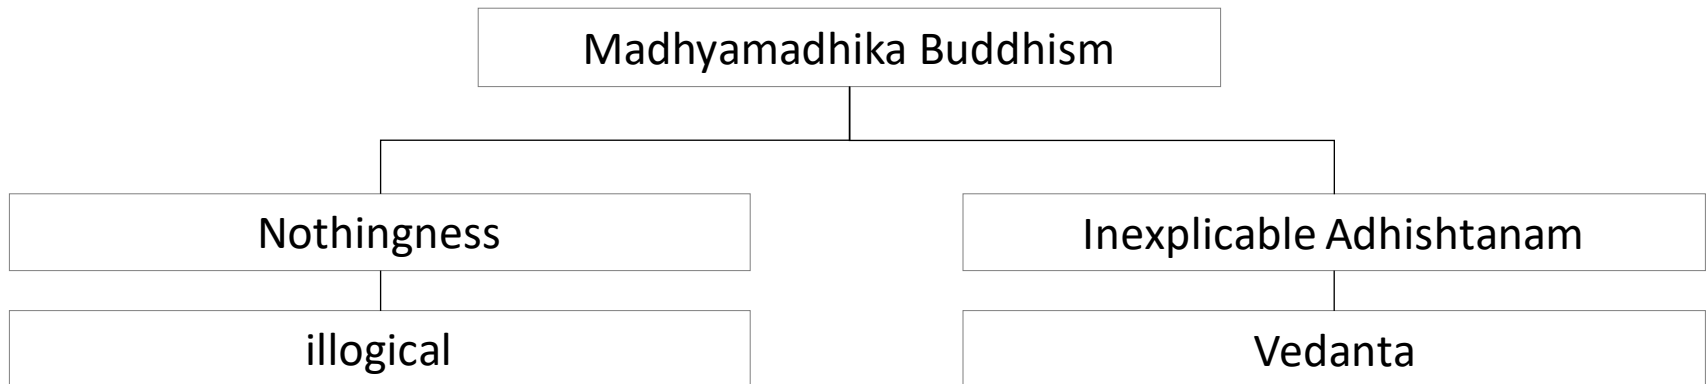 Madhyamadhika Buddhism
Nothingness
Inexplicable Adhishtanam
illogical
Vedanta